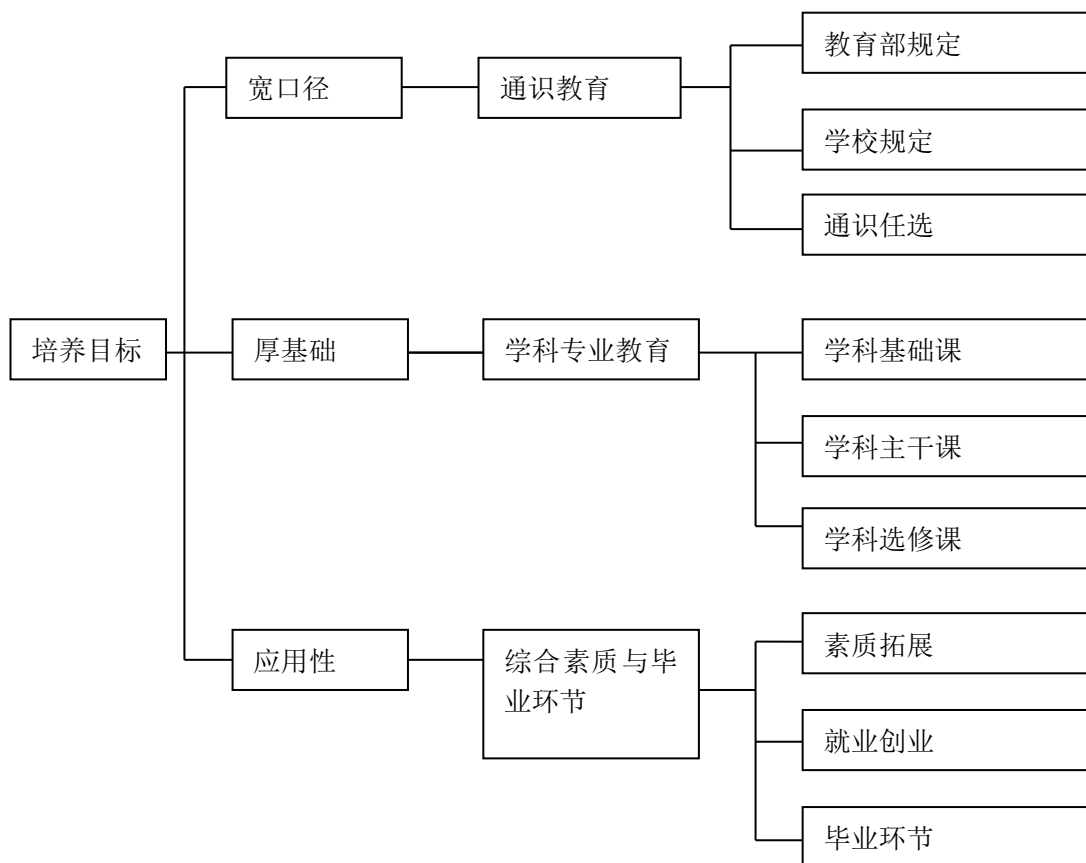 教育部规定
宽口径
通识教育
学校规定
通识任选
培养目标
厚基础
学科专业教育
学科基础课
学科主干课
学科选修课
应用性
综合素质与毕
业环节
素质拓展
就业创业
毕业环节